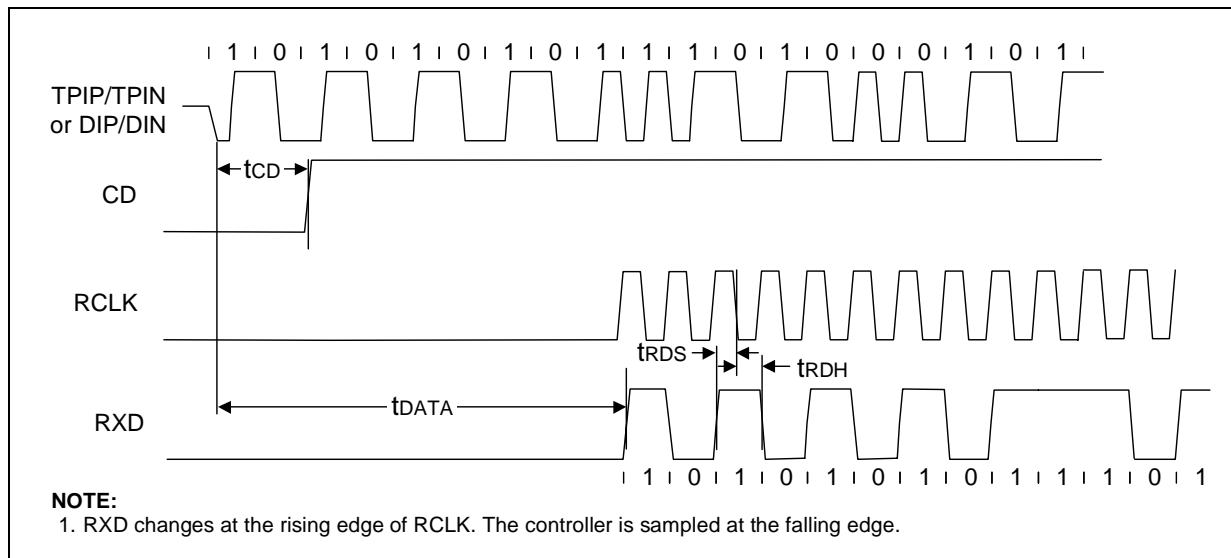 1 0 1 0 1 0 1 0 1 1 1 0 1 0 0 0 1 0 1
TPIP/TPIN
or DIP/DIN
tCD
CD
RCLK
tRDS
tRDH
tDATA
RXD
1 0 1 0 1 0 1 0 1 1 1 0 1
NOTE:
1. RXD changes at the rising edge of RCLK. The controller is sampled at the falling edge.